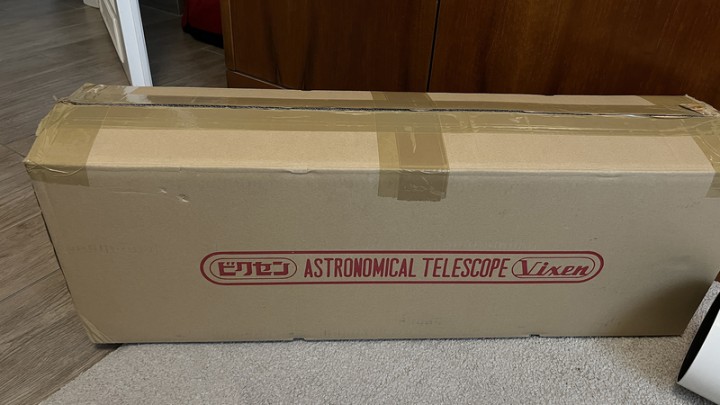 ビクセン ASTRONOMICAL TELESCOPE Vixen